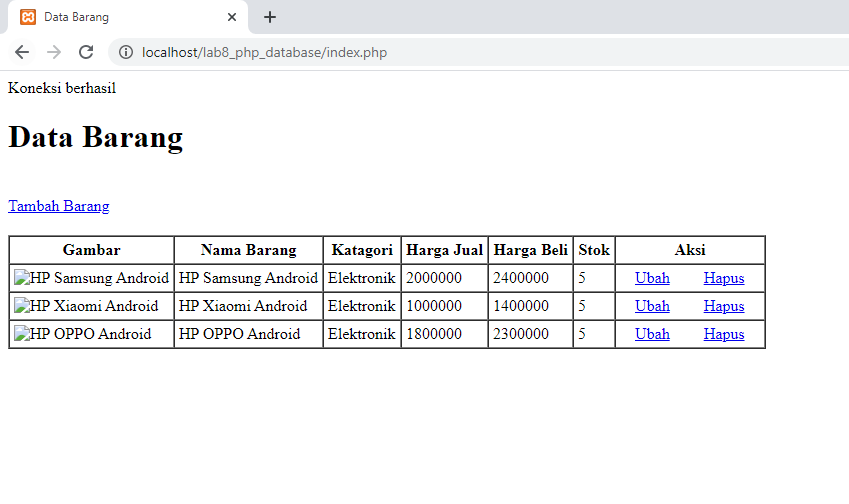 Data Barang
localhost/lab8_php_database/index.php
Koneksi berhasil
Data Barang
Tambah Barang
Gambar Nama Barang Katagori Harga Jual Harga Beli Stok Aksi
HP Samsung Android HP Samsung Android Elektronik 2000000 2400000 5 Ubah Hapus
HP Xiaomi Android HP Xiaomi Android Elektronik 1000000 1400000 5 Ubah Hapus
HP OPPO Android HP OPPO Android Elektronik 1800000 2300000 5 Ubah Hapus